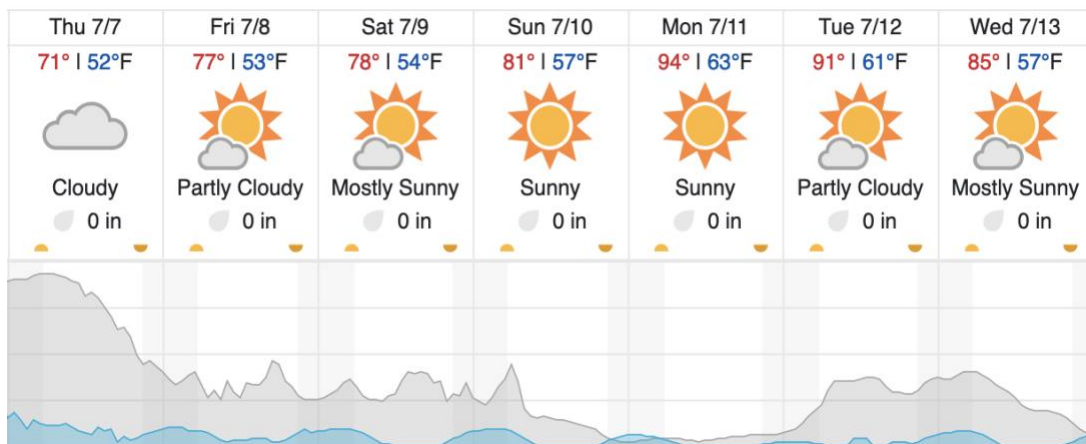 Thu 7/7 Fri 7/8 Sat 7/9 Sun 7/10 Mon 7/11 Tue 7/12 Wed 7/13
71° | 52°F 77° | 53°F 78° | 54°F 81° | 57°F 94° | 63°F 91° | 61°F 85° | 57°F
Cloudy Partly Cloudy Mostly Sunny Sunny Sunny Partly Cloudy Mostly Sunny
0 in 0 in 0 in 0 in 0 in 0 in 0 in